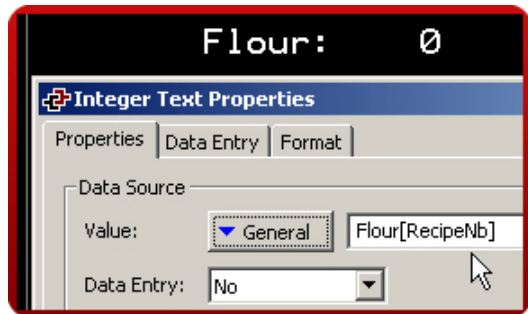 Flour: 0
Integer Text Properties
Properties Data Entry Format
Data Source
Value: General Flour[RecipeNb]
Data Entry: No